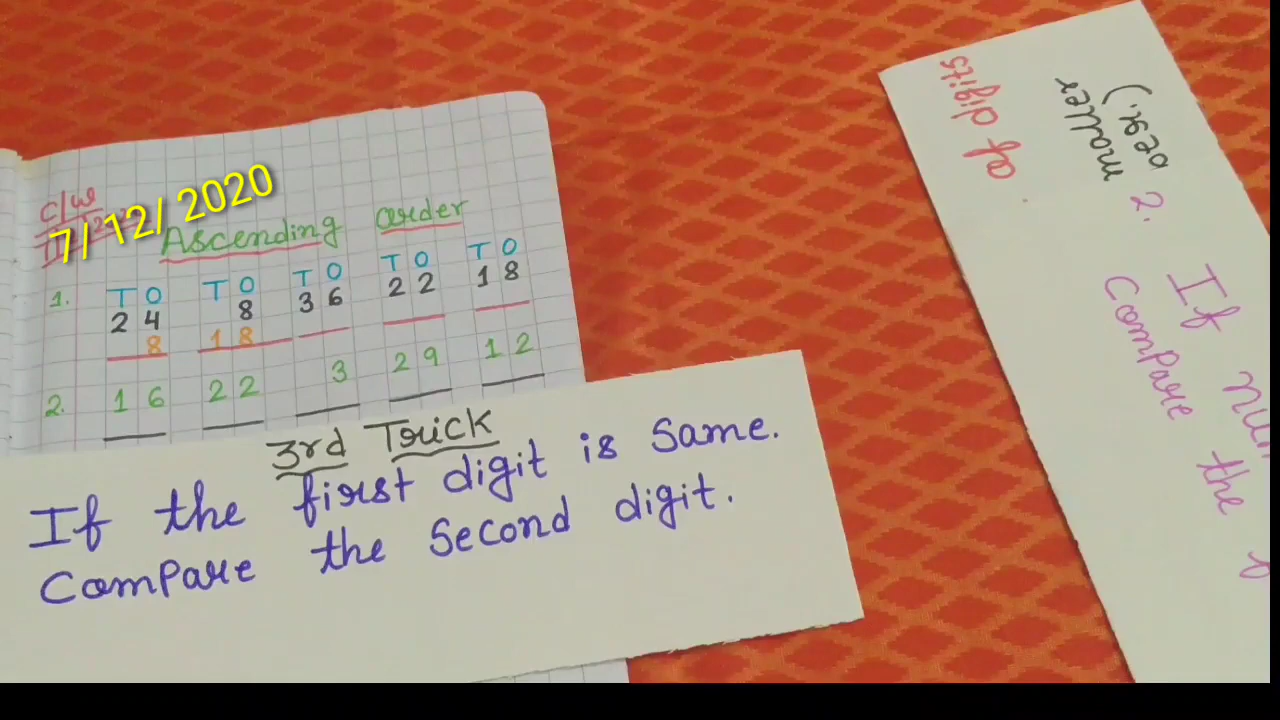 C/W
7/12/2020
Ascending order
1. T O T O T O T O T O
2 4 8 3 6 2 2 1 8
8 1 8
2. 1 6 2 2 3 2 9 1 2
3rd Trick
If the first digit is Same.
Compare the Second digit.
of digits
maller
2. If num
Compare the